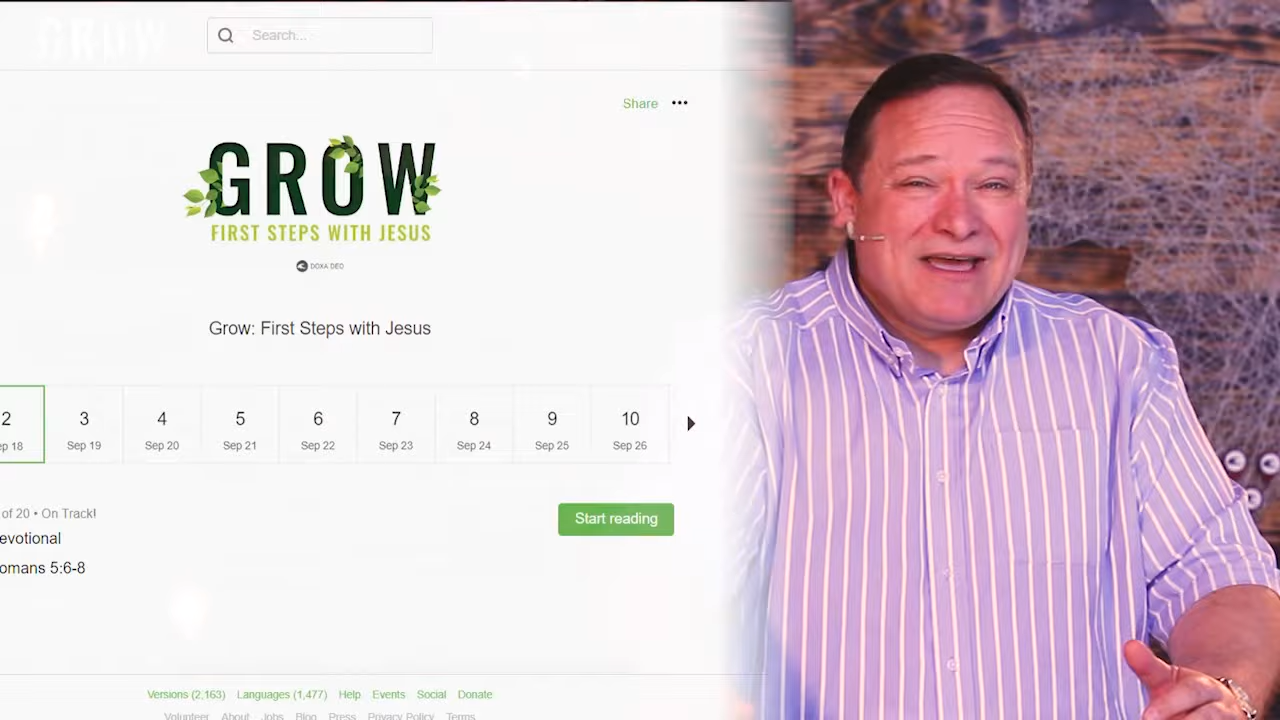 GROW
Search...
Share
GROW
FIRST STEPS WITH JESUS
DOXA DEO
Grow: First Steps with Jesus
2 3 4 5 6 7 8 9 10
ep 18 Sep 19 Sep 20 Sep 21 Sep 22 Sep 23 Sep 24 Sep 25 Sep 26
of 20 • On Track!
Start reading
evotional
omans 5:6-8
Versions (2,163) Languages (1,477) Help Events Social Donate
Volunteer About Jobs Blog Press Privacy Policy Terms